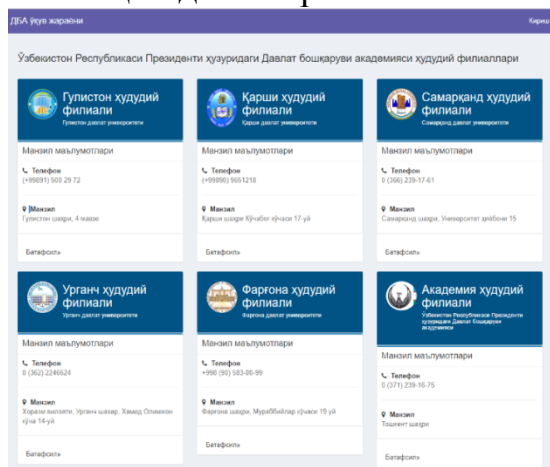 ДБА ўқув жараёни
Кириш
Ўзбекистон Республикаси Президенти ҳузуридаги Давлат бошқаруви академияси ҳудудий филиаллари
Гулистон ҳудудий
филиали
Гулистон давлат университети
Манзил маълумотлари
Телефон
(+99891) 503 29 72
Манзил
Гулистон шаҳри, 4 мавзе
Батафсил»
Қарши ҳудудий
филиали
Қарши давлат университети
Манзил маълумотлари
Телефон
(+99890) 5651218
Манзил
Қарши шаҳри Кўчабоғ кўчаси 17-уй
Батафсил»
Самарқанд ҳудудий
филиали
Самарқанд давлат университети
Манзил маълумотлари
Телефон
0 (366) 239-17-61
Манзил
Самарқанд шаҳри, Университет хиёбони 15
Батафсил»
Урганч ҳудудий
филиали
Урганч давлат университети
Манзил маълумотлари
Телефон
0 (362) 2246624
Манзил
Хоразм вилояти, Урганч шаҳар, Ҳамид Олимжон
кўча 14-уй
Батафсил»
Фарғона ҳудудий
филиали
Фарғона давлат университети
Манзил маълумотлари
Телефон
+998 (90) 583-06-99
Манзил
Фарғона шаҳри, Мураббийлар кўчаси 19 уй
Батафсил»
Академия ҳудудий
филиали
Ўзбекистон Республикаси Президенти
ҳузуридаги Давлат бошқаруви
академияси
Манзил маълумотлари
Телефон
0 (371) 239-16-75
Манзил
Тошкент шаҳри
Батафсил»